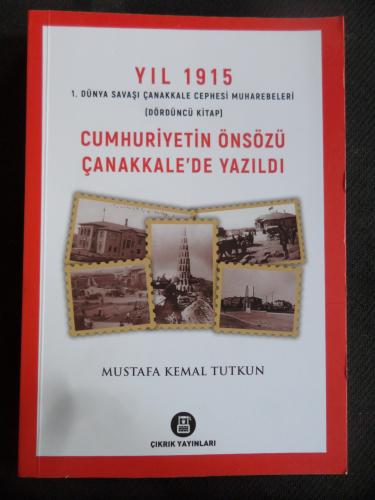 YIL 1915
1. DÜNYA SAVAŞI ÇANAKKALE CEPHESİ MUHAREBELERİ
(DÖRDÜNCÜ KİTAP)
CUMHURİYETİN ÖNSÖZÜ
ÇANAKKALE'DE YAZILDI
MUSTAFA KEMAL TUTKUN
ÇIKRIK YAYINLARI